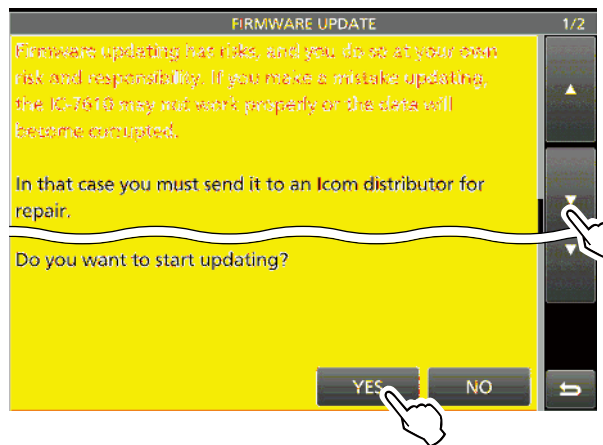 FIRMWARE UPDATE 1/2
Firmware updating has risks, and you do so at your own
risk and responsibility. If you make a mistake updating,
the IC-7610 may not work properly or the data will
become corrupted.
In that case you must send it to an Icom distributor for
repair.
Do you want to start updating?
YES NO